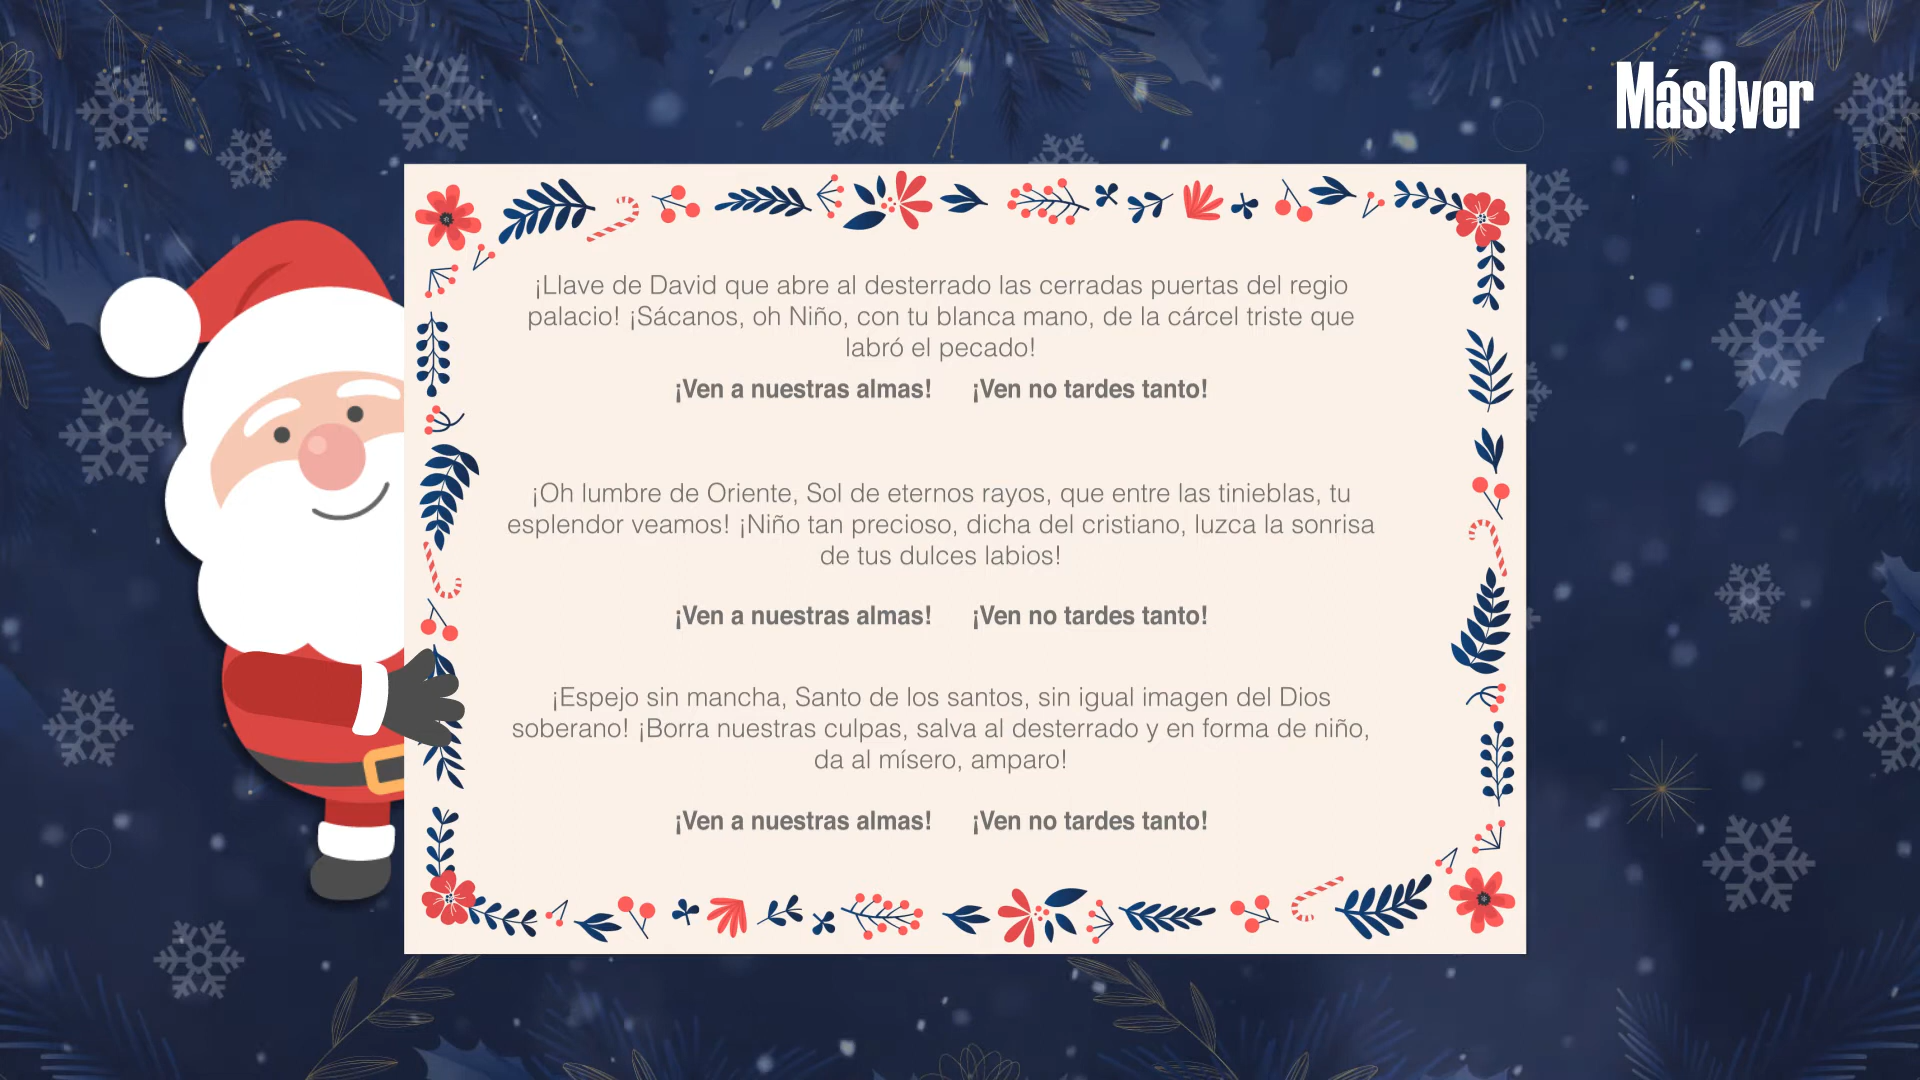 MásQver
¡Llave de David que abre al desterrado las cerradas puertas del regio
palacio! ¡Sácanos, oh Niño, con tu blanca mano, de la cárcel triste que
labró el pecado!
¡Ven a nuestras almas! ¡Ven no tardes tanto!
¡Oh lumbre de Oriente, Sol de eternos rayos, que entre las tinieblas, tu
esplendor veamos! ¡Niño tan precioso, dicha del cristiano, luzca la sonrisa
de tus dulces labios!
¡Ven a nuestras almas! ¡Ven no tardes tanto!
¡Espejo sin mancha, Santo de los santos, sin igual imagen del Dios
soberano! ¡Borra nuestras culpas, salva al desterrado y en forma de niño,
da al mísero, amparo!
¡Ven a nuestras almas! ¡Ven no tardes tanto!